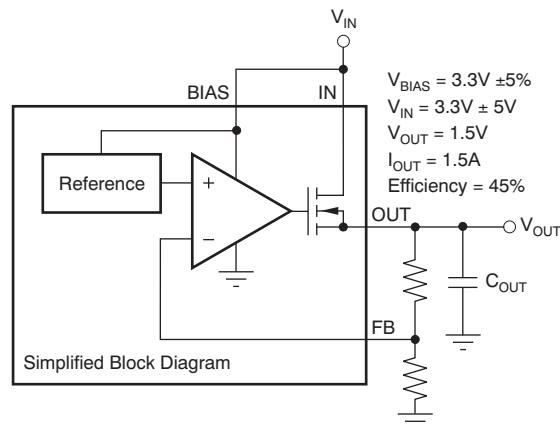 V_IN
BIAS
IN
V_BIAS = 3.3V ±5%
V_IN = 3.3V ± 5V
V_OUT = 1.5V
I_OUT = 1.5A
Efficiency = 45%
Reference
+
−
OUT
V_OUT
C_OUT
FB
Simplified Block Diagram